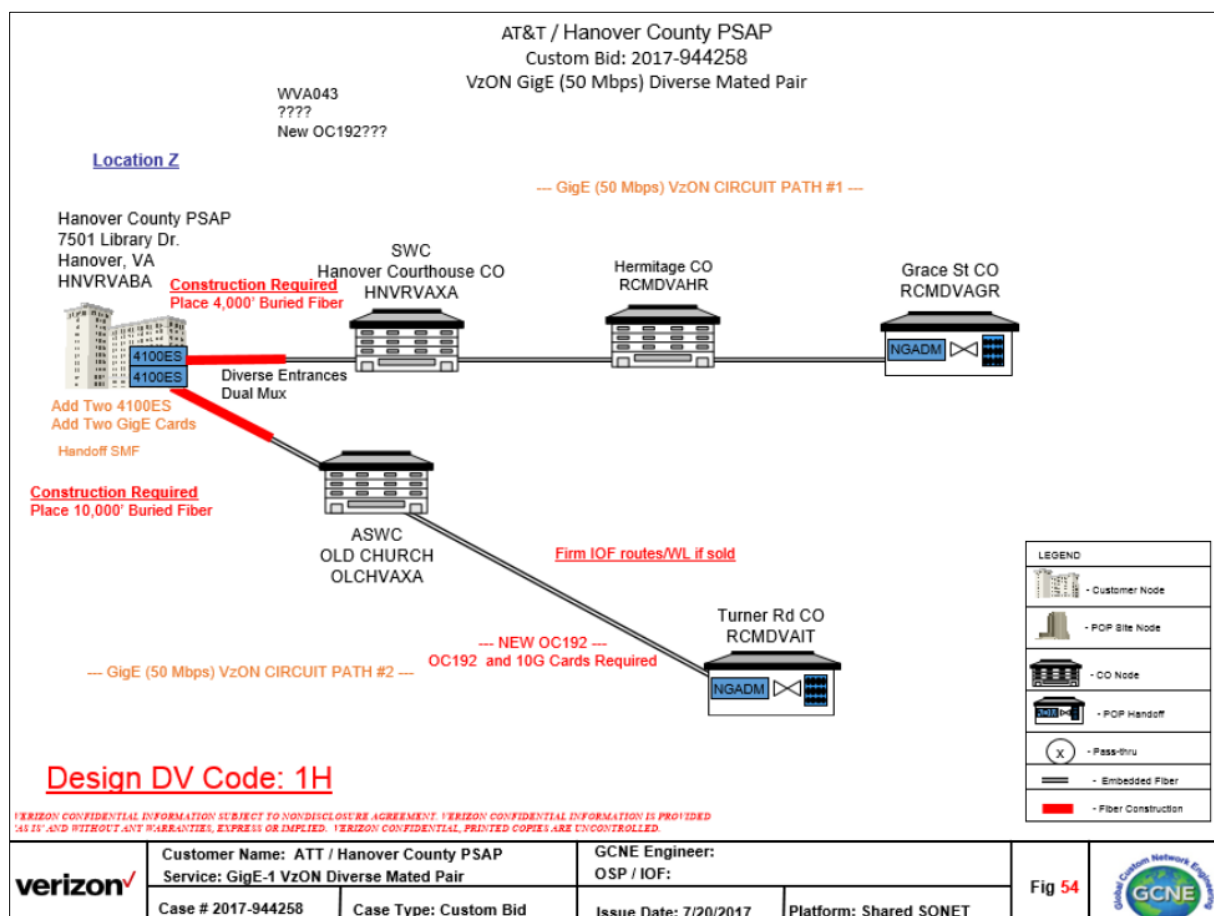 AT&T / Hanover County PSAP
Custom Bid: 2017-944258
VzON GigE (50 Mbps) Diverse Mated Pair
WVA043
????
New OC192???
Location Z
--- GigE (50 Mbps) VzON CIRCUIT PATH #1 ---
Hanover County PSAP
7501 Library Dr.
Hanover, VA
HNVRVABA
Construction Required
Place 4,000' Buried Fiber
SWC
Hanover Courthouse CO
HNVRVAXA
Hermitage CO
RCMDVAHR
Grace St CO
RCMDVAGR
4100ES
4100ES
NGADM
Diverse Entrances
Dual Mux
Add Two 4100ES
Add Two GigE Cards
Handoff SMF
Construction Required
Place 10,000' Buried Fiber
ASWC
OLD CHURCH
OLCHVAXA
Firm IOF routes/WL if sold
Turner Rd CO
RCMDVAIT
--- NEW OC192 ---
OC192 and 10G Cards Required
--- GigE (50 Mbps) VzON CIRCUIT PATH #2 ---
NGADM
LEGEND
- Customer Node
- POP Site Node
- CO Node
- POP Handoff
X
- Pass-thru
- Embedded Fiber
- Fiber Construction
Design DV Code: 1H
VERIZON CONFIDENTIAL INFORMATION SUBJECT TO NONDISCLOSURE AGREEMENT. VERIZON CONFIDENTIAL INFORMATION IS PROVIDED
'AS IS' AND WITHOUT ANY WARRANTIES, EXPRESS OR IMPLIED. VERIZON CONFIDENTIAL, PRINTED COPIES ARE UNCONTROLLED.
verizon
Customer Name: ATT / Hanover County PSAP
Service: GigE-1 VzON Diverse Mated Pair
GCNE Engineer:
OSP / IOF:
Fig 54
Case # 2017-944258
Case Type: Custom Bid
Issue Date: 7/20/2017
Platform: Shared SONET
Global Custom Network Engineering
GCNE